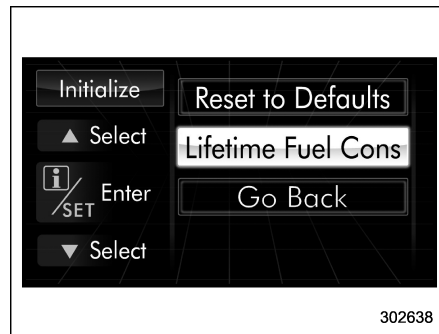 Initialize
Reset to Defaults
▲ Select
Lifetime Fuel Cons
i/SET Enter
Go Back
▼ Select
302638